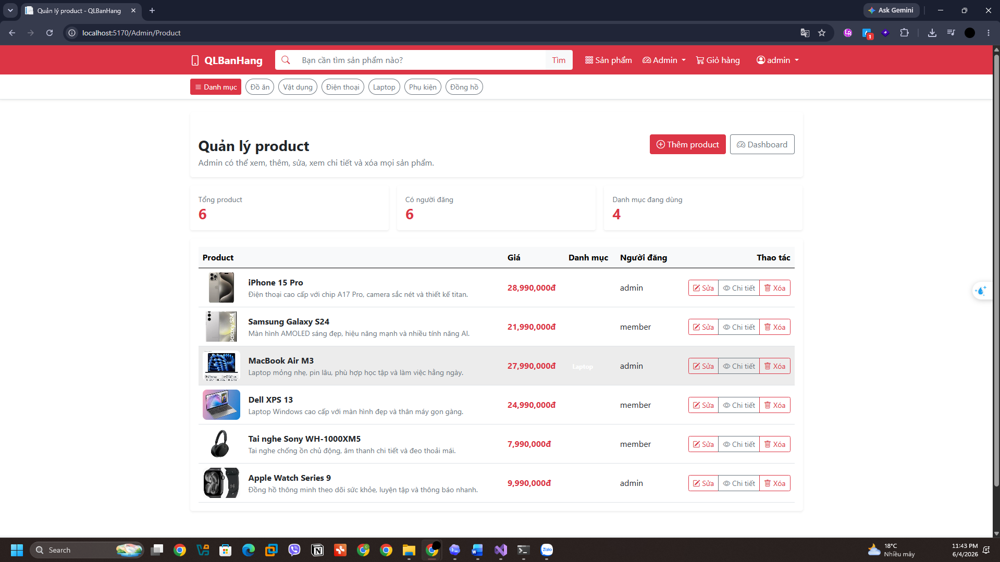 Quản lý product - QLBanHang
Ask Gemini
localhost:5170/Admin/Product
1
QLBanHang
Bạn cần tìm sản phẩm nào?
Tìm
Sản phẩm
Admin
Giỏ hàng
admin
Danh mục
Đồ ăn
Vật dụng
Điện thoại
Laptop
Phụ kiện
Đồng hồ
Quản lý product
Admin có thể xem, thêm, sửa, xem chi tiết và xóa mọi sản phẩm.
Thêm product
Dashboard
Tổng product
6
Có người đăng
6
Danh mục đang dùng
4
Product Giá Danh mục Người đăng Thao tác
iPhone 15 Pro
Điện thoại cao cấp với chip A17 Pro, camera sắc nét và thiết kế titan.
28,990,000đ admin Sửa Chi tiết Xóa
Galaxy S24
Samsung Galaxy S24
Màn hình AMOLED sáng đẹp, hiệu năng mạnh và nhiều tính năng AI.
21,990,000đ member Sửa Chi tiết Xóa
MacBook Air M3
Laptop mỏng nhẹ, pin lâu, phù hợp học tập và làm việc hằng ngày.
27,990,000đ Laptop admin Sửa Chi tiết Xóa
Dell XPS 13
Laptop Windows cao cấp với màn hình đẹp và thân máy gọn gàng.
24,990,000đ member Sửa Chi tiết Xóa
Tai nghe Sony WH-1000XM5
Tai nghe chống ồn chủ động, âm thanh chi tiết và đeo thoải mái.
7,990,000đ member Sửa Chi tiết Xóa
Apple Watch Series 9
Đồng hồ thông minh theo dõi sức khỏe, luyện tập và thông báo nhanh.
9,990,000đ admin Sửa Chi tiết Xóa
Search
Zalo
18°C
Nhiều mây
11:43 PM
6/4/2026